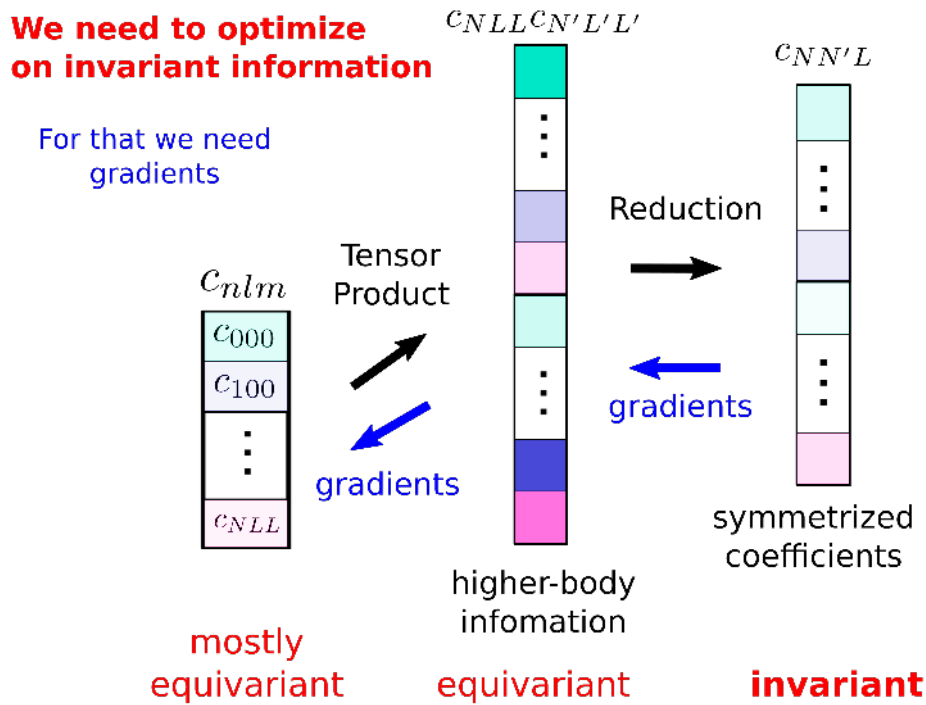 We need to optimize
on invariant information
For that we need
gradients
c_{nlm}
c_{000}
c_{100}
⋮
c_{NLL}
mostly
equivariant
Tensor
Product
gradients
c_{NLL}c_{N'L'L'}
⋮
⋮
higher-body
infomation
equivariant
Reduction
gradients
c_{NN'L}
⋮
⋮
symmetrized
coefficients
invariant